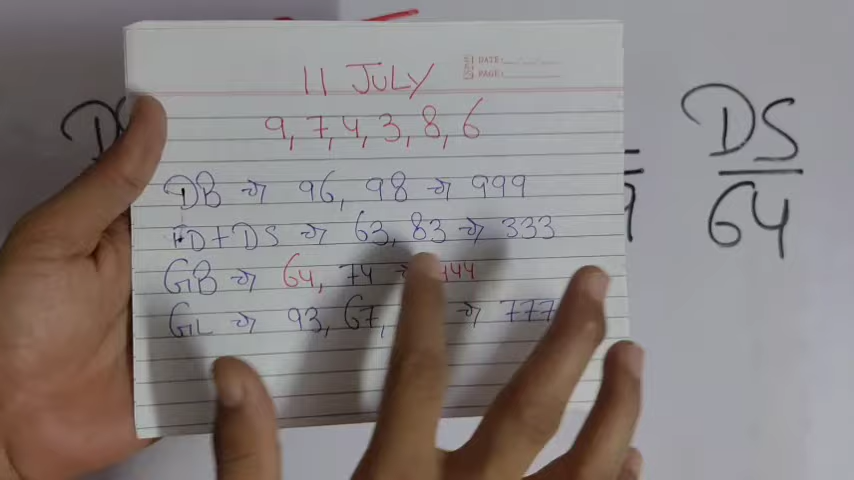 DATE:
PAGE:
11 JULY
9, 7, 4, 3, 8, 6
DB → 96, 98 → 999
FD+DS → 63, 83 → 333
GB → 64, 74 → 444
GL → 93, 67, → 777
DS
64